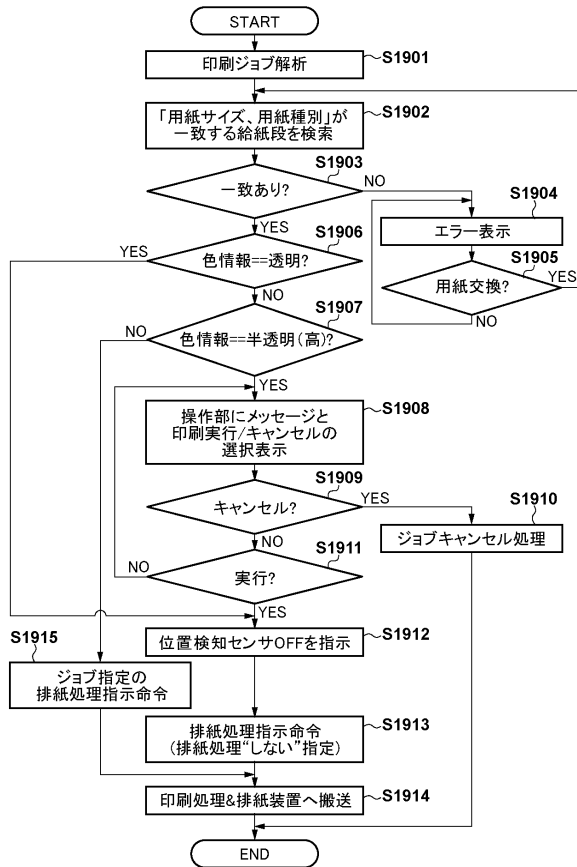 START
S1901
印刷ジョブ解析
S1902
「用紙サイズ、用紙種別」が
一致する給紙段を検索
S1903
一致あり?
NO
YES
S1904
エラー表示
S1905
用紙交換?
YES
NO
S1906
色情報==透明?
YES
NO
S1907
色情報==半透明(高)?
NO
YES
S1908
操作部にメッセージと
印刷実行/キャンセルの
選択表示
S1909
キャンセル?
YES
NO
S1910
ジョブキャンセル処理
S1911
実行?
NO
YES
S1912
位置検知センサOFFを指示
S1915
ジョブ指定の
排紙処理指示命令
S1913
排紙処理指示命令
(排紙処理“しない”指定)
S1914
印刷処理&排紙装置へ搬送
END